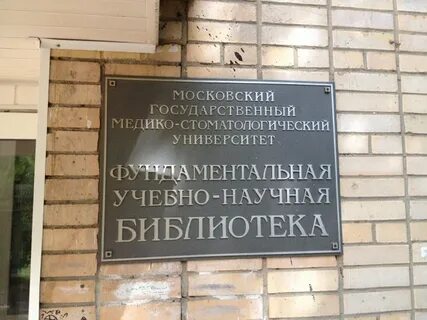 МОСКОВСКИЙ
ГОСУДАРСТВЕННЫЙ
МЕДИКО-СТОМАТОЛОГИЧЕСКИЙ
УНИВЕРСИТЕТ
ФУНДАМЕНТАЛЬНАЯ
УЧЕБНО-НАУЧНАЯ
БИБЛИОТЕКА